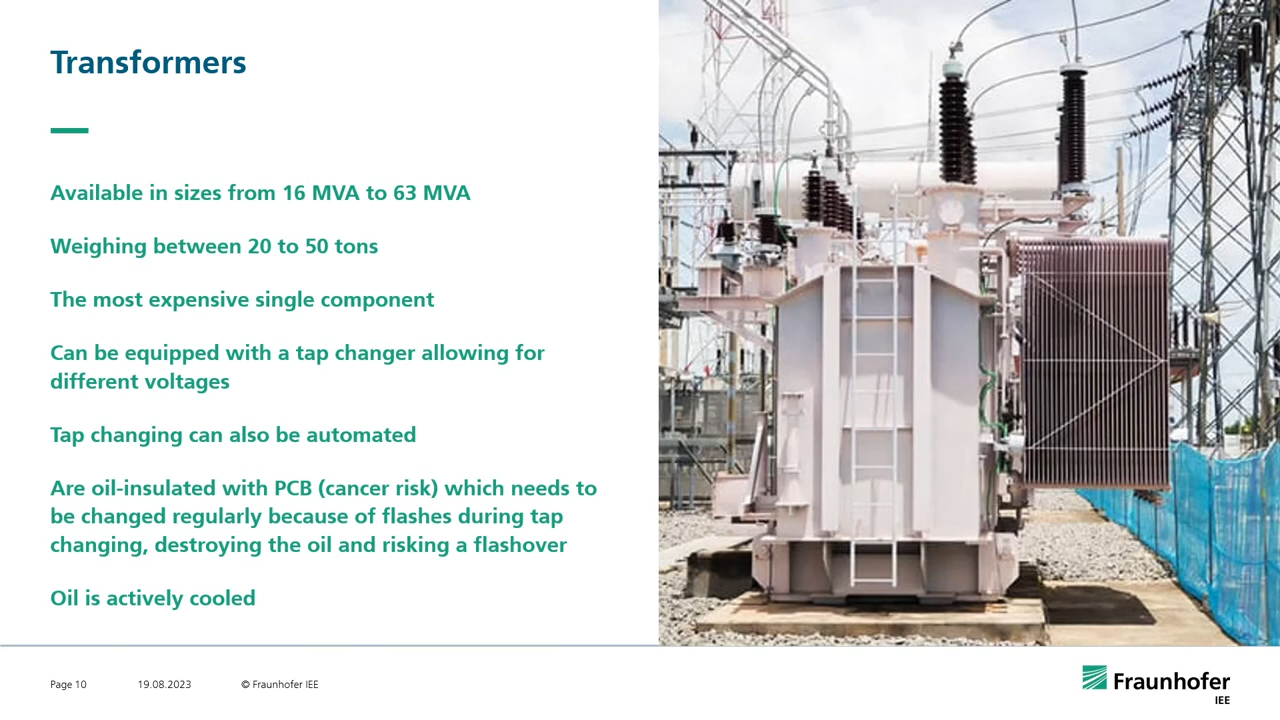 Transformers
Available in sizes from 16 MVA to 63 MVA
Weighing between 20 to 50 tons
The most expensive single component
Can be equipped with a tap changer allowing for
different voltages
Tap changing can also be automated
Are oil-insulated with PCB (cancer risk) which needs to
be changed regularly because of flashes during tap
changing, destroying the oil and risking a flashover
Oil is actively cooled
Page 10 19.08.2023 © Fraunhofer IEE
Fraunhofer
IEE